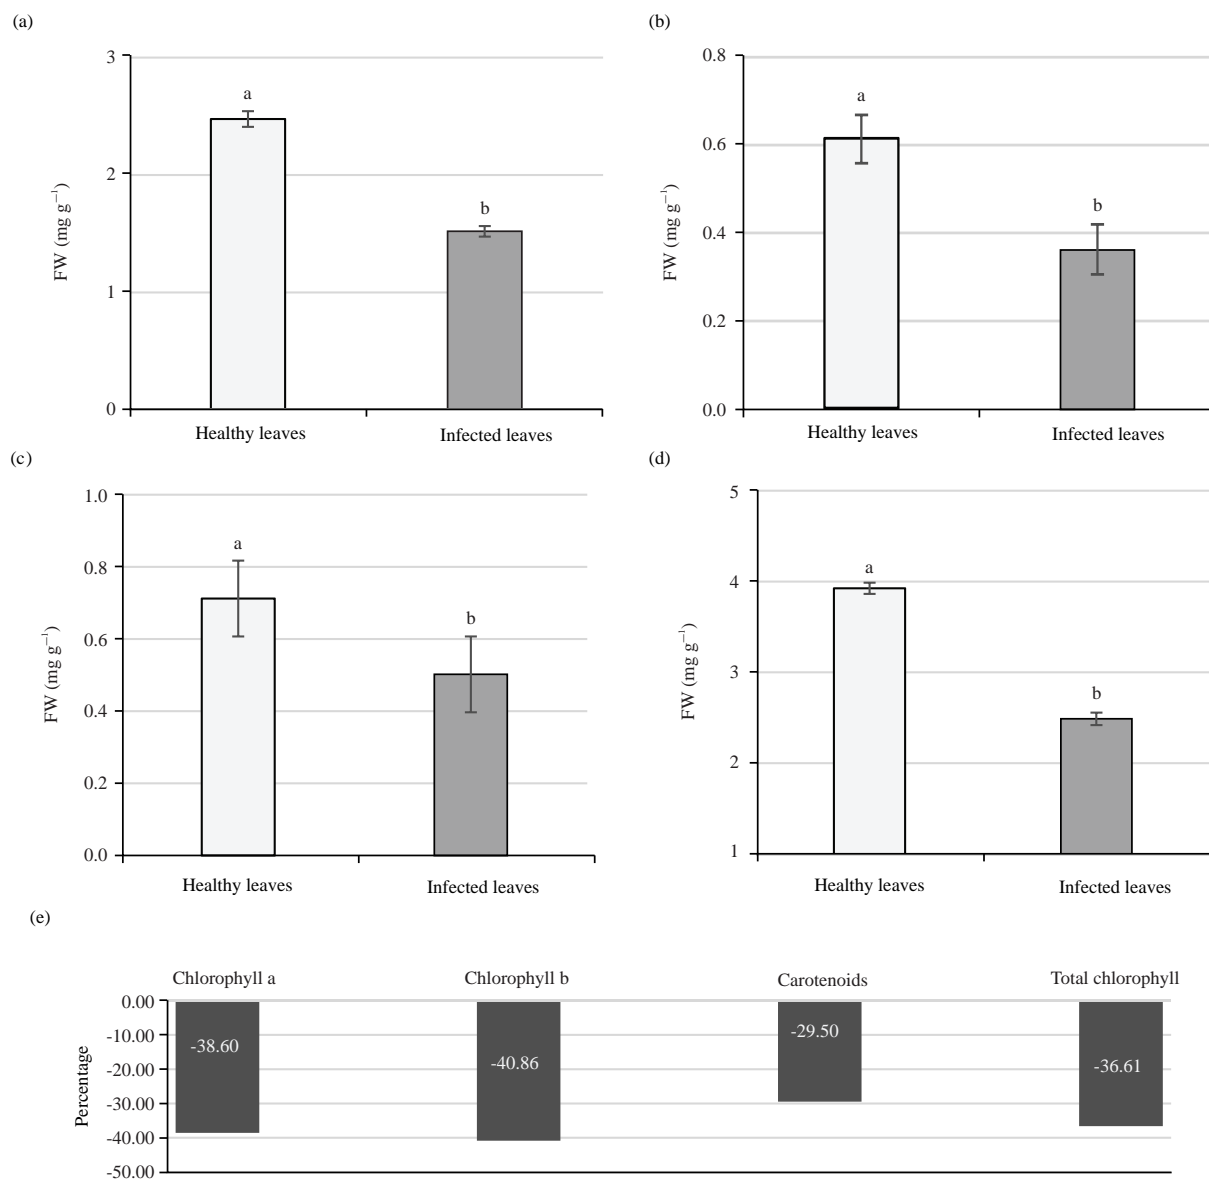 (a)
3
2
1
0
FW (mg g⁻¹)
a
b
Healthy leaves
Infected leaves
(b)
0.8
0.6
0.4
0.2
0.0
FW (mg g⁻¹)
a
b
Healthy leaves
Infected leaves
(c)
1.0
0.8
0.6
0.4
0.2
0.0
FW (mg g⁻¹)
a
b
Healthy leaves
Infected leaves
(d)
5
4
3
2
1
FW (mg g⁻¹)
a
b
Healthy leaves
Infected leaves
(e)
Chlorophyll a
Chlorophyll b
Carotenoids
Total chlorophyll
0.00
-10.00
-20.00
-30.00
-40.00
-50.00
Percentage
-38.60
-40.86
-29.50
-36.61